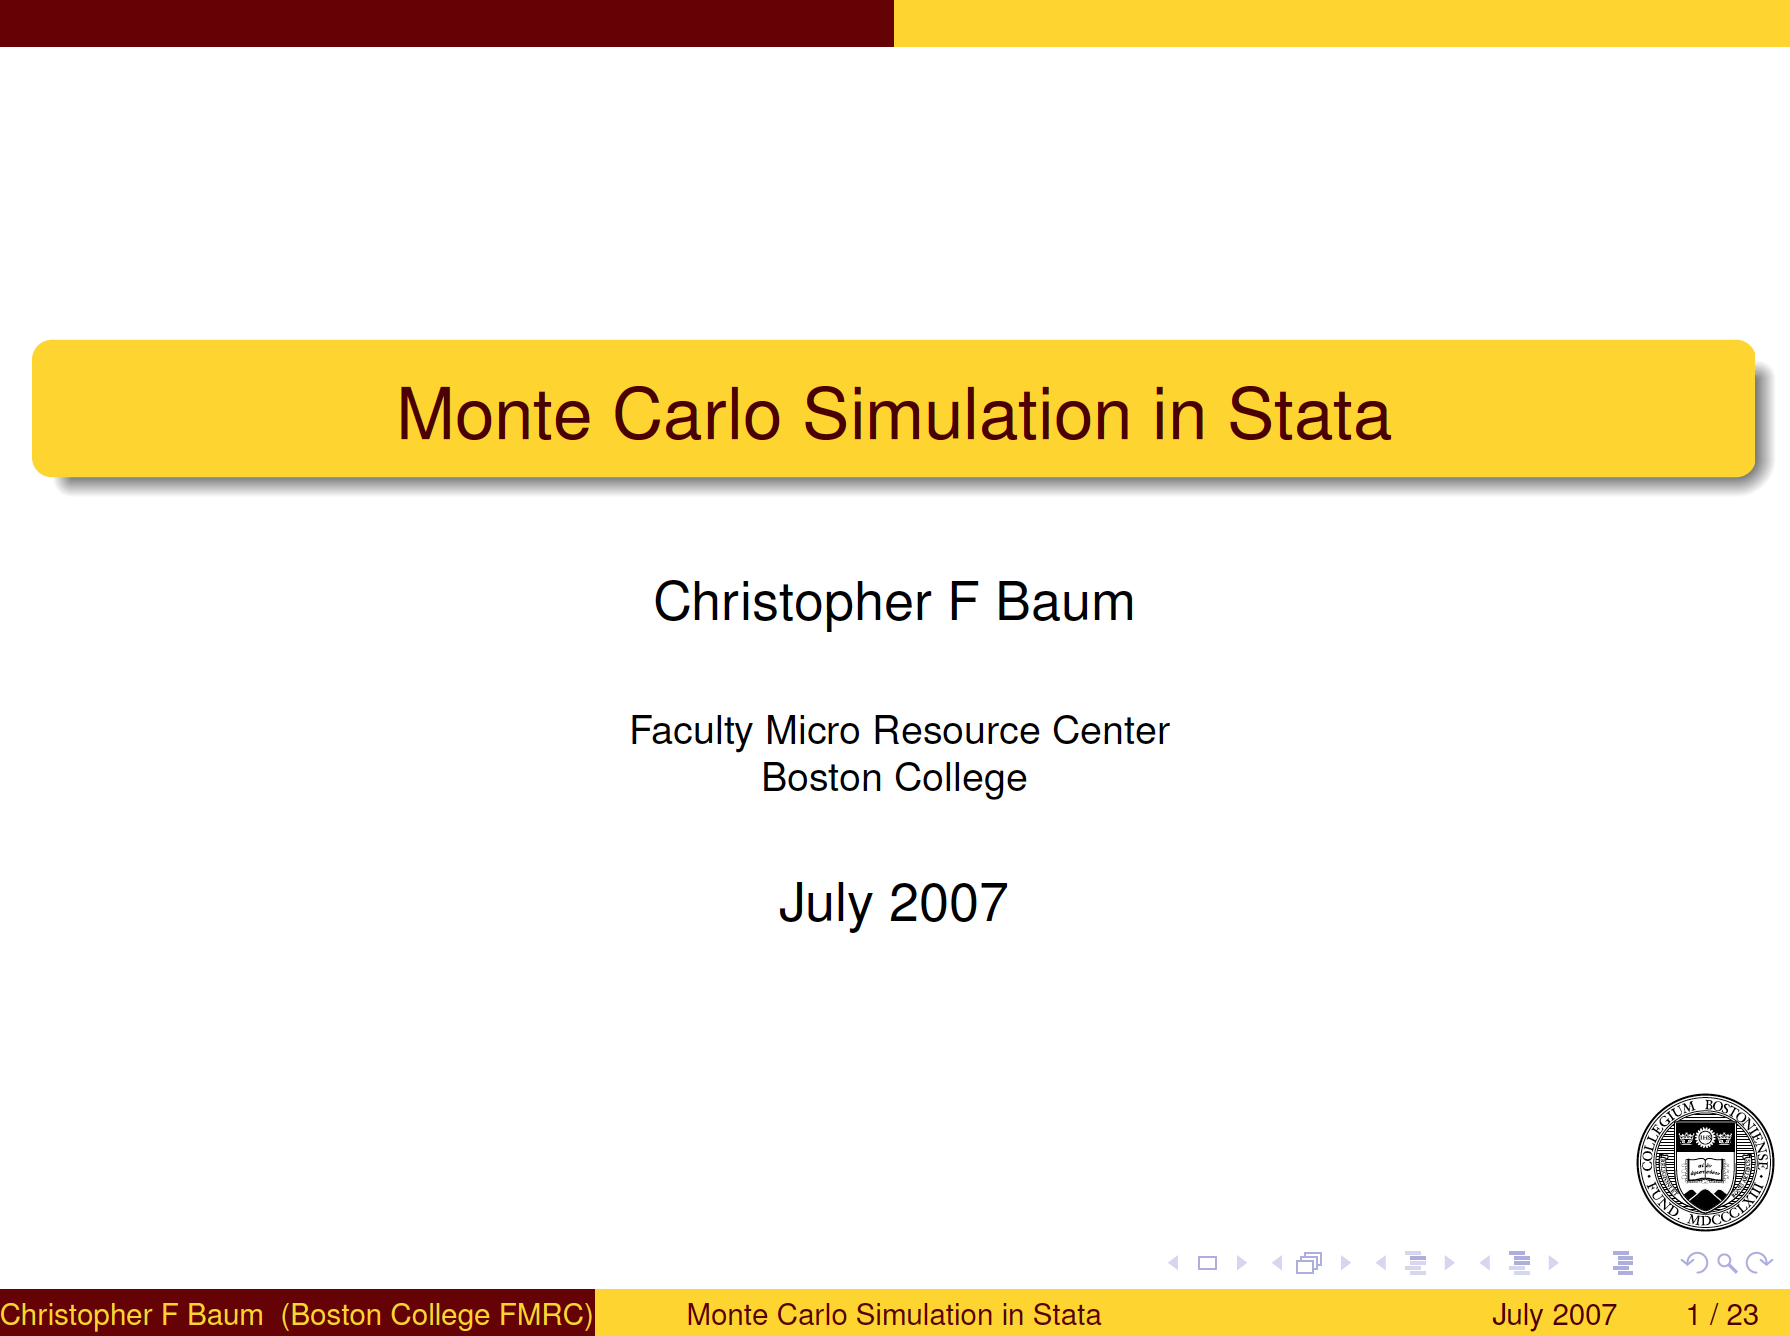 Monte Carlo Simulation in Stata
Christopher F Baum
Faculty Micro Resource Center
Boston College
July 2007
COLLEGIUM BOSTONIENSE
FUND. MDCCCLXIII
IHS
Christopher F Baum (Boston College FMRC)
Monte Carlo Simulation in Stata
July 2007
1 / 23